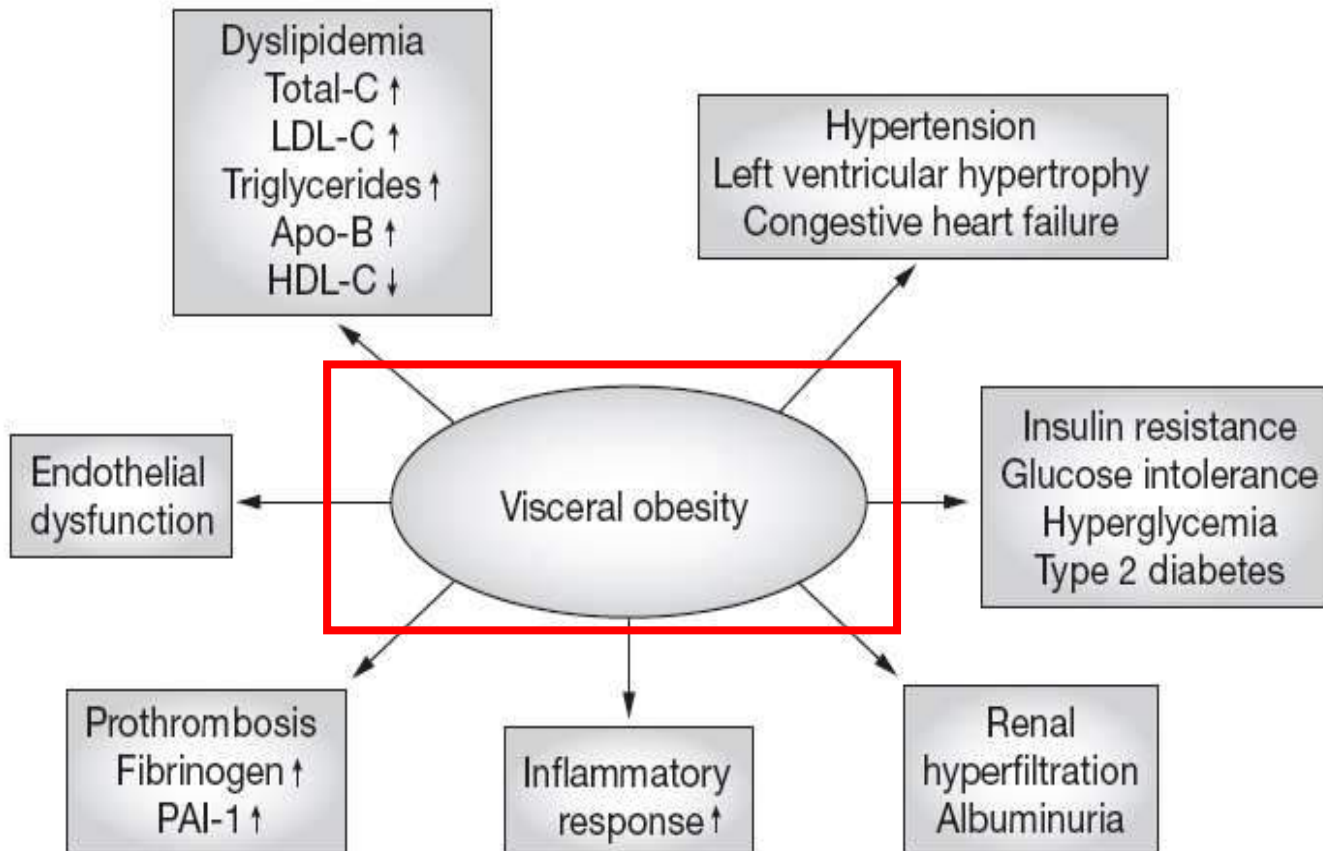 Dyslipidemia
Total-C ↑
LDL-C ↑
Triglycerides ↑
Apo-B ↑
HDL-C ↓
Hypertension
Left ventricular hypertrophy
Congestive heart failure
Endothelial
dysfunction
Visceral obesity
Insulin resistance
Glucose intolerance
Hyperglycemia
Type 2 diabetes
Prothrombosis
Fibrinogen ↑
PAI-1 ↑
Inflammatory
response ↑
Renal
hyperfiltration
Albuminuria